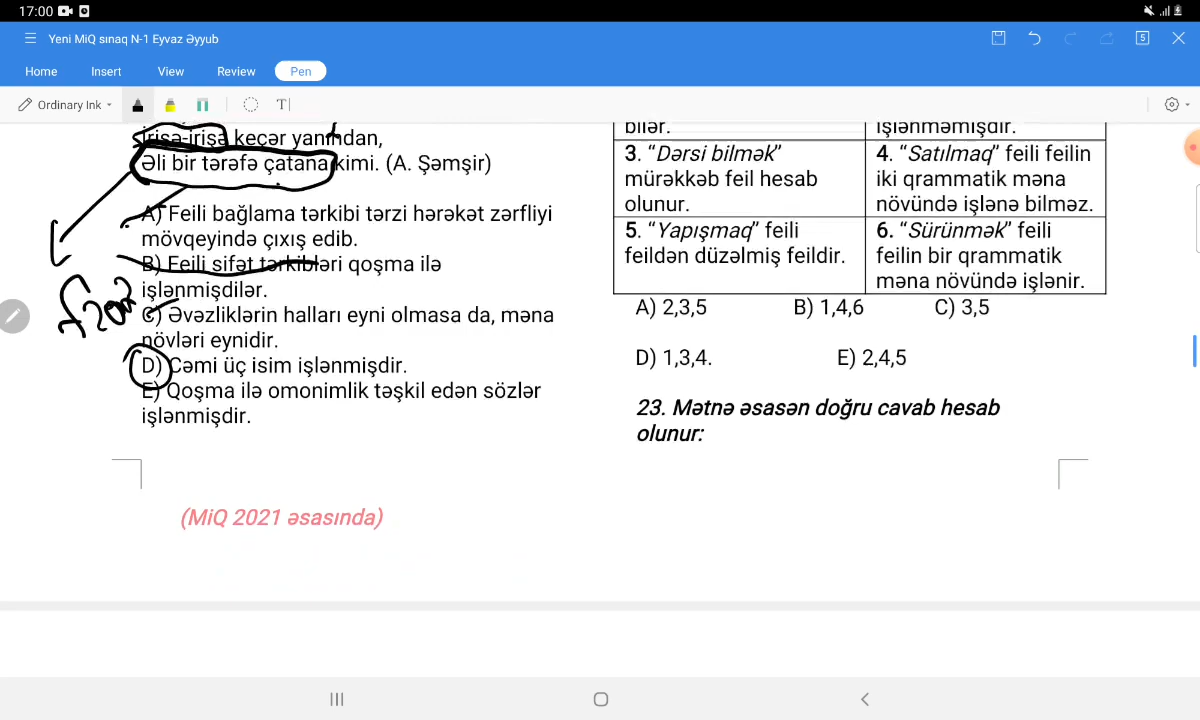 17:00
Yeni MiQ sınaq N-1 Eyvaz Əyyub
5
Home Insert View Review Pen
Ordinary Ink T|
İrişə-irişə keçər yanından,
Əli bir tərəfə çatana kimi. (A. Şəmşir)
A) Feili bağlama tərkibi tərzi hərəkət zərfliyi
mövqeyində çıxış edib.
B) Feili sifət tərkibləri qoşma ilə
işlənmişdilər.
C) Əvəzliklərin halları eyni olmasa da, məna
növləri eynidir.
D) Cəmi üç isim işlənmişdir.
E) Qoşma ilə omonimlik təşkil edən sözlər
işlənmişdir.
(MiQ 2021 əsasında)
bilər.
işlənməmişdir.
3. “Dərsi bilmək”
mürəkkəb feil hesab
olunur.
4. “Satılmaq” feili feilin
iki qrammatik məna
növündə işlənə bilməz.
5. “Yapışmaq” feili
feildən düzəlmiş feildir.
6. “Sürünmək” feili
feilin bir qrammatik
məna növündə işlənir.
A) 2,3,5 B) 1,4,6 C) 3,5
D) 1,3,4. E) 2,4,5
23. Mətnə əsasən doğru cavab hesab
olunur: